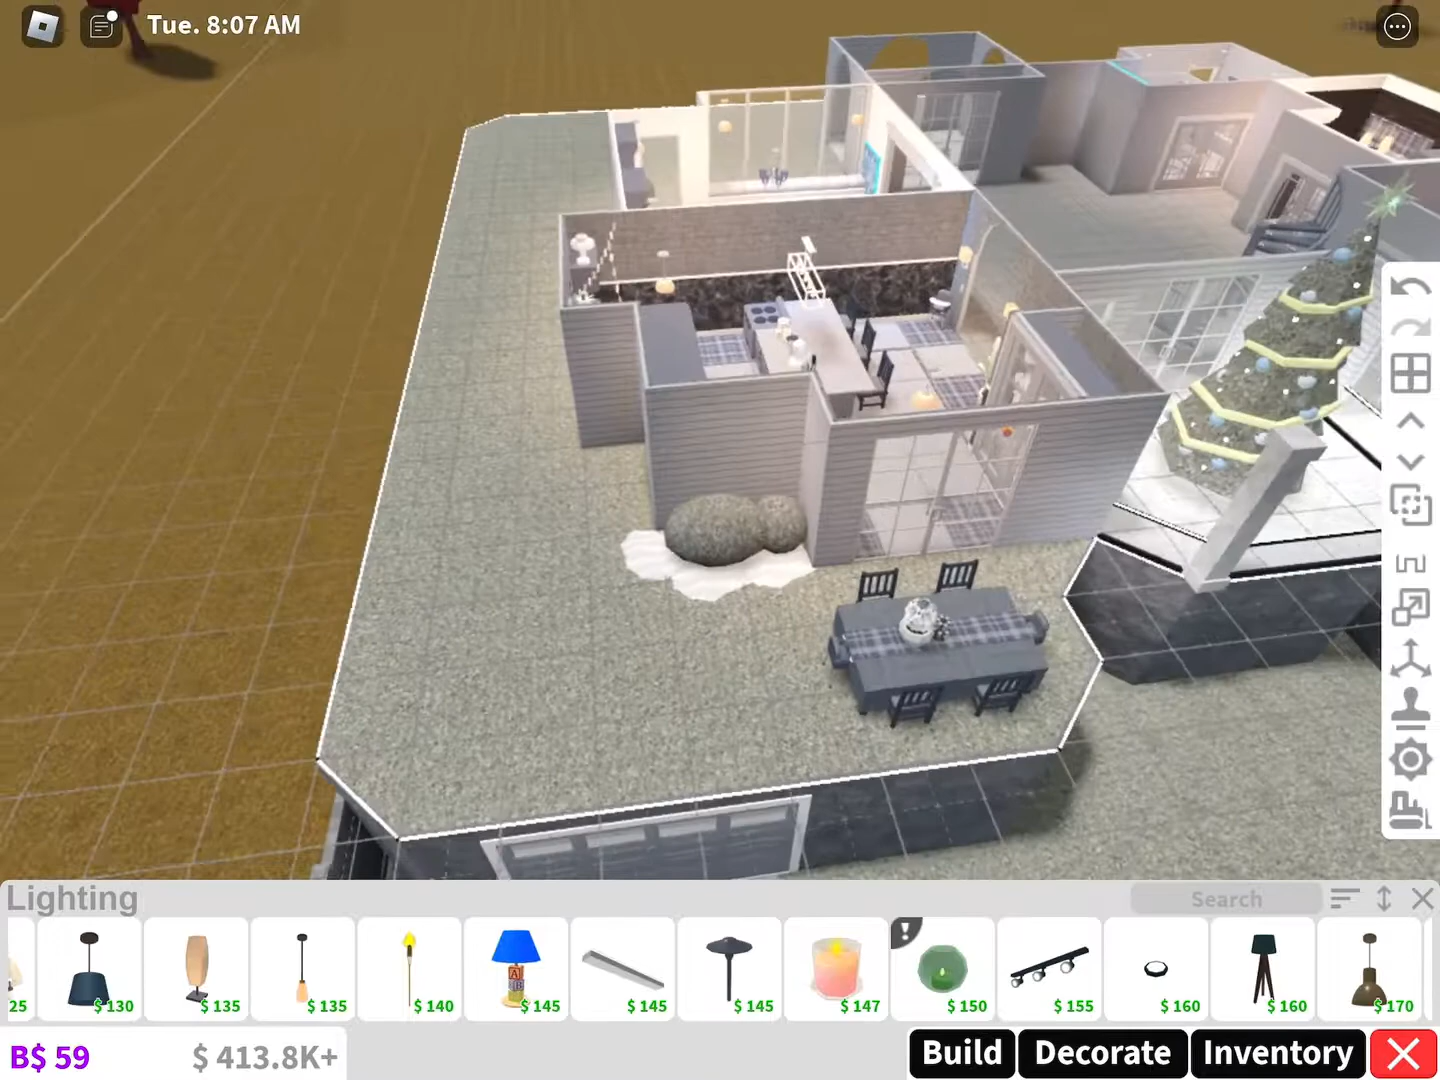 Tue. 8:07 AM
Lighting
Search
25
$ 130
$ 135
$ 135
$ 140
$ 145
$ 145
$ 145
$ 147
$ 150
$ 155
$ 160
$ 160
$ 170
B$ 59
$ 413.8K+
Build
Decorate
Inventory